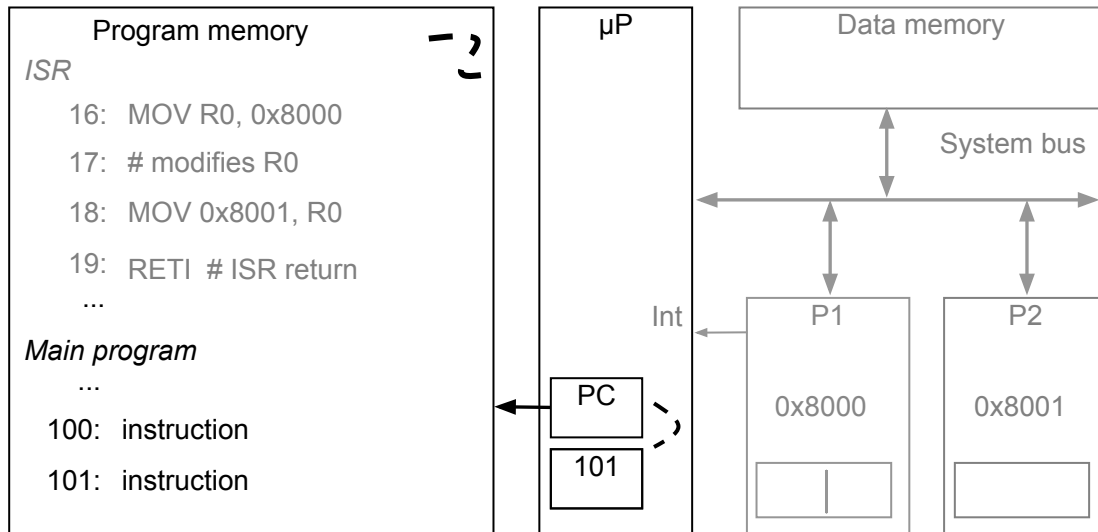 Program memory
ISR
16: MOV R0, 0x8000
17: # modifies R0
18: MOV 0x8001, R0
19: RETI # ISR return
...
Main program
...
100: instruction
101: instruction
µP
Int
PC
101
Data memory
System bus
P1
0x8000
P2
0x8001